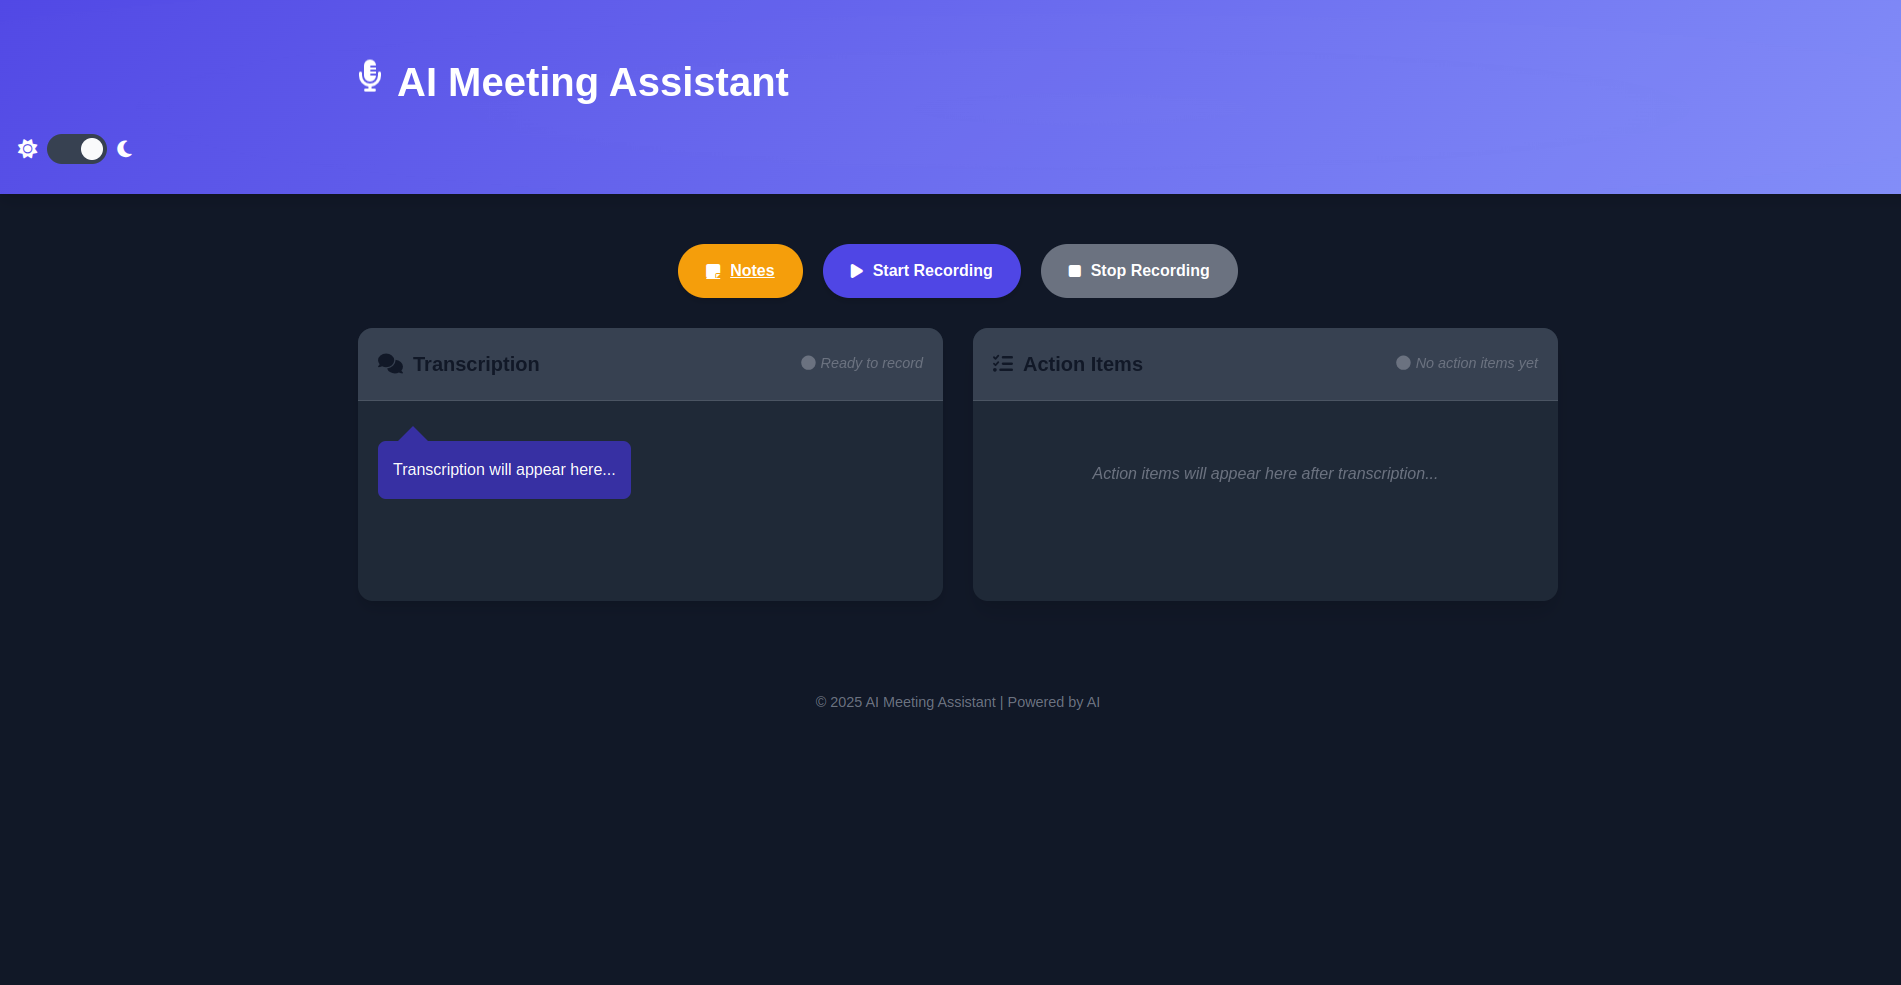 AI Meeting Assistant
Notes
Start Recording
Stop Recording
Transcription
Ready to record
Transcription will appear here...
Action Items
No action items yet
Action items will appear here after transcription...
© 2025 AI Meeting Assistant | Powered by AI